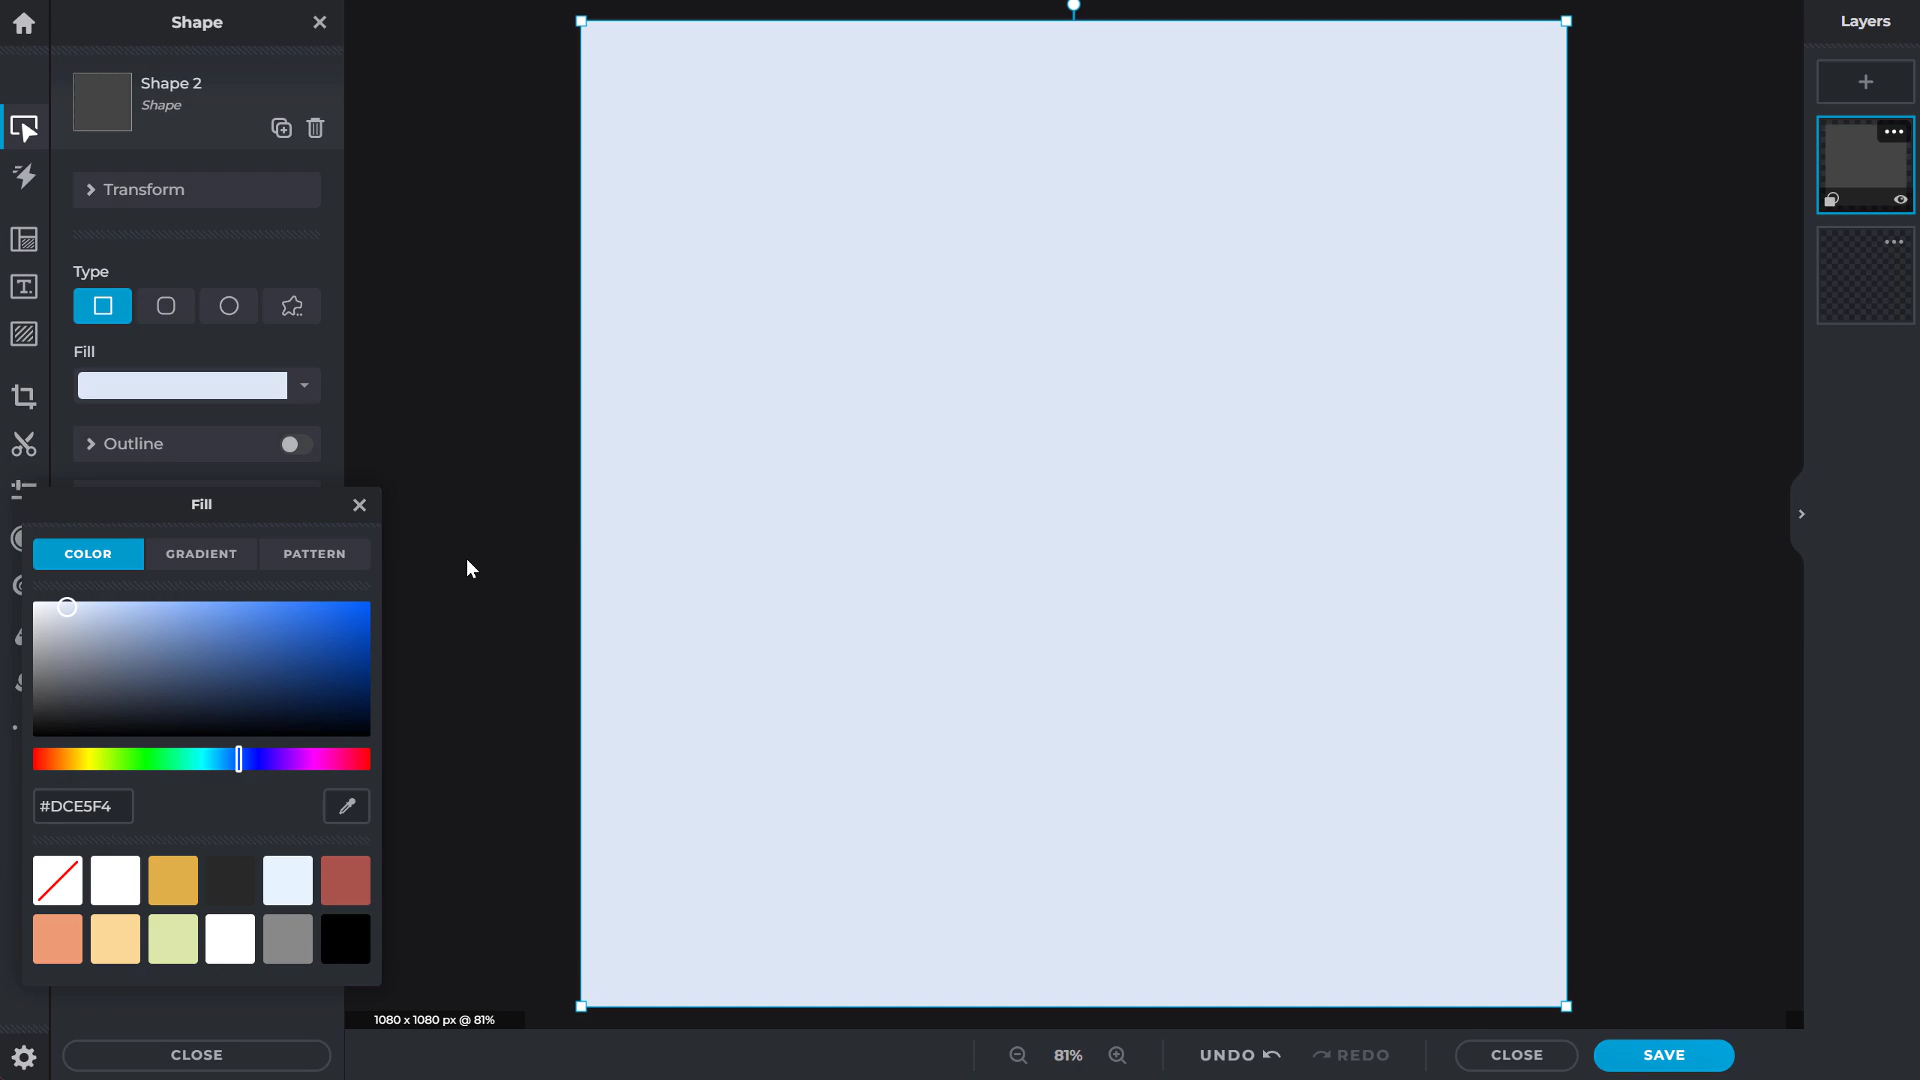 Shape
Shape 2
Shape
Transform
Type
Fill
Outline
Fill
COLOR
GRADIENT
PATTERN
#DCE5F4
CLOSE
1080 x 1080 px @ 81%
81%
UNDO
REDO
CLOSE
SAVE
Layers